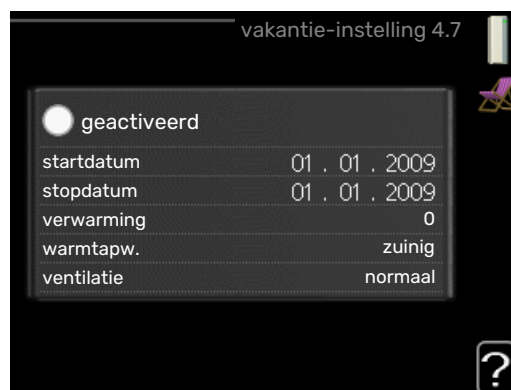 vakantie-instelling 4.7
geactiveerd
startdatum 01 . 01 . 2009
stopdatum 01 . 01 . 2009
verwarming 0
warmtapw. zuinig
ventilatie normaal
?